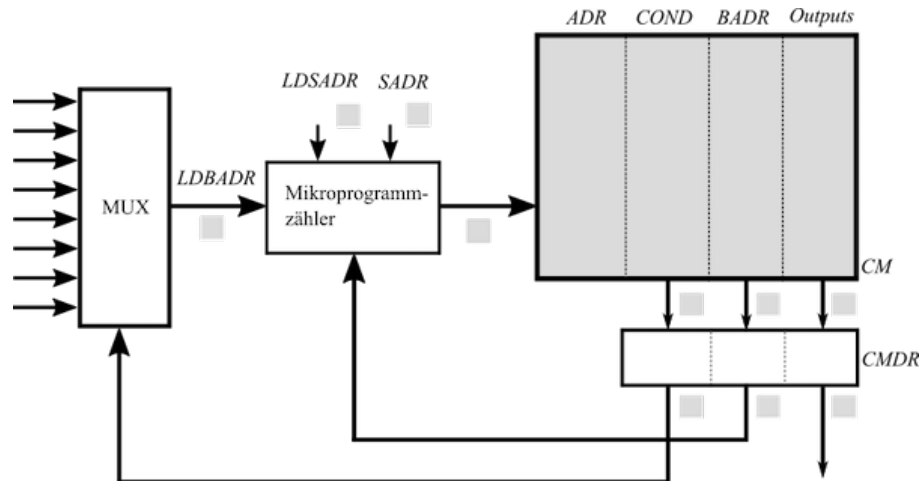 ADR COND BADR Outputs
LDSADR SADR
LDBADR
MUX
Mikroprogramm-
zähler
CM
CMDR